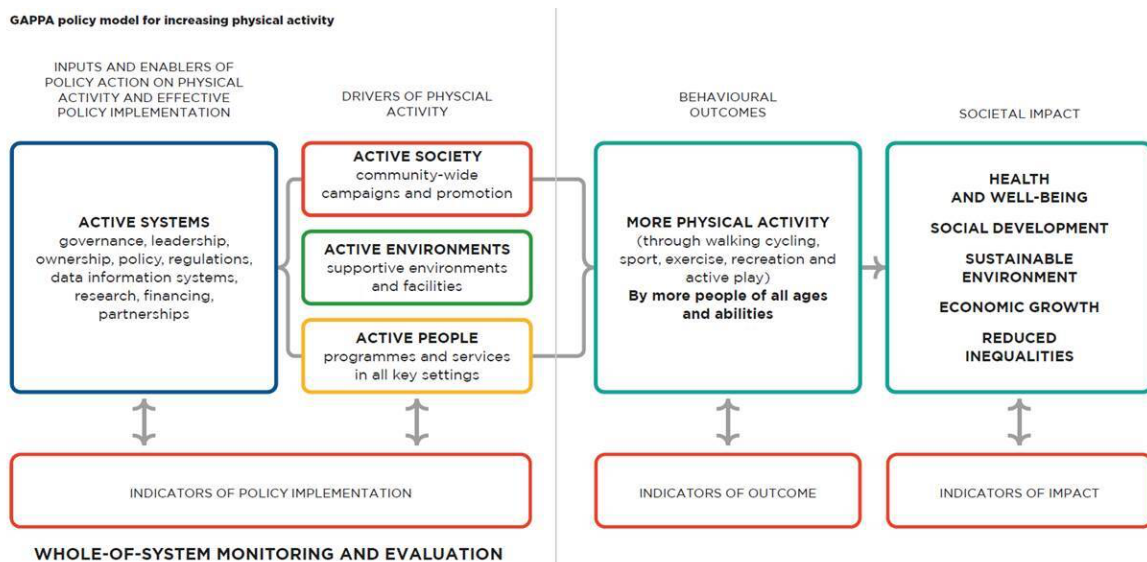 GAPPA policy model for increasing physical activity
INPUTS AND ENABLERS OF
POLICY ACTION ON PHYSICAL
ACTIVITY AND EFFECTIVE
POLICY IMPLEMENTATION
DRIVERS OF PHYSCIAL
ACTIVITY
BEHAVIOURAL
OUTCOMES
SOCIETAL IMPACT
ACTIVE SYSTEMS
governance, leadership,
ownership, policy, regulations,
data information systems,
research, financing,
partnerships
ACTIVE SOCIETY
community-wide
campaigns and promotion
ACTIVE ENVIRONMENTS
supportive environments
and facilities
ACTIVE PEOPLE
programmes and services
in all key settings
MORE PHYSICAL ACTIVITY
(through walking cycling,
sport, exercise, recreation and
active play)
By more people of all ages
and abilities
HEALTH
AND WELL-BEING
SOCIAL DEVELOPMENT
SUSTAINABLE
ENVIRONMENT
ECONOMIC GROWTH
REDUCED
INEQUALITIES
INDICATORS OF POLICY IMPLEMENTATION
INDICATORS OF OUTCOME
INDICATORS OF IMPACT
WHOLE-OF-SYSTEM MONITORING AND EVALUATION